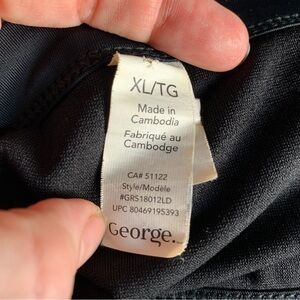 XL/TG
Made in
Cambodia
Fabriqué au
Cambodge
CA# 51122
Style/Modèle
#GRS18012LD
UPC 80469195393
George.